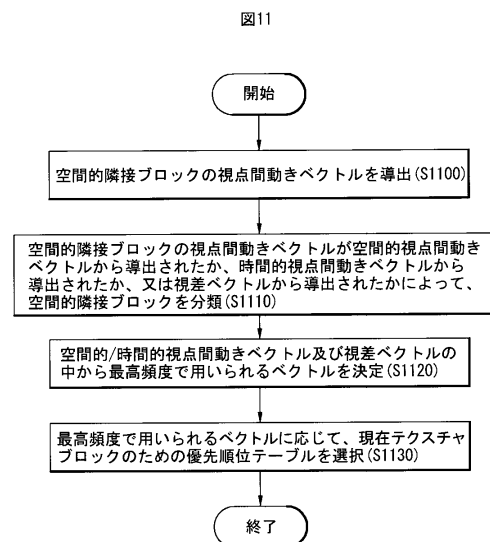 図11
開始
空間的隣接ブロックの視点間動きベクトルを導出(S1100)
空間的隣接ブロックの視点間動きベクトルが空間的視点間動き
ベクトルから導出されたか、時間的視点間動きベクトルから
導出されたか、又は視差ベクトルから導出されたかによって、
空間的隣接ブロックを分類(S1110)
空間的/時間的視点間動きベクトル及び視差ベクトルの
中から最高頻度で用いられるベクトルを決定(S1120)
最高頻度で用いられるベクトルに応じて、現在テクスチャ
ブロックのための優先順位テーブルを選択(S1130)
終了